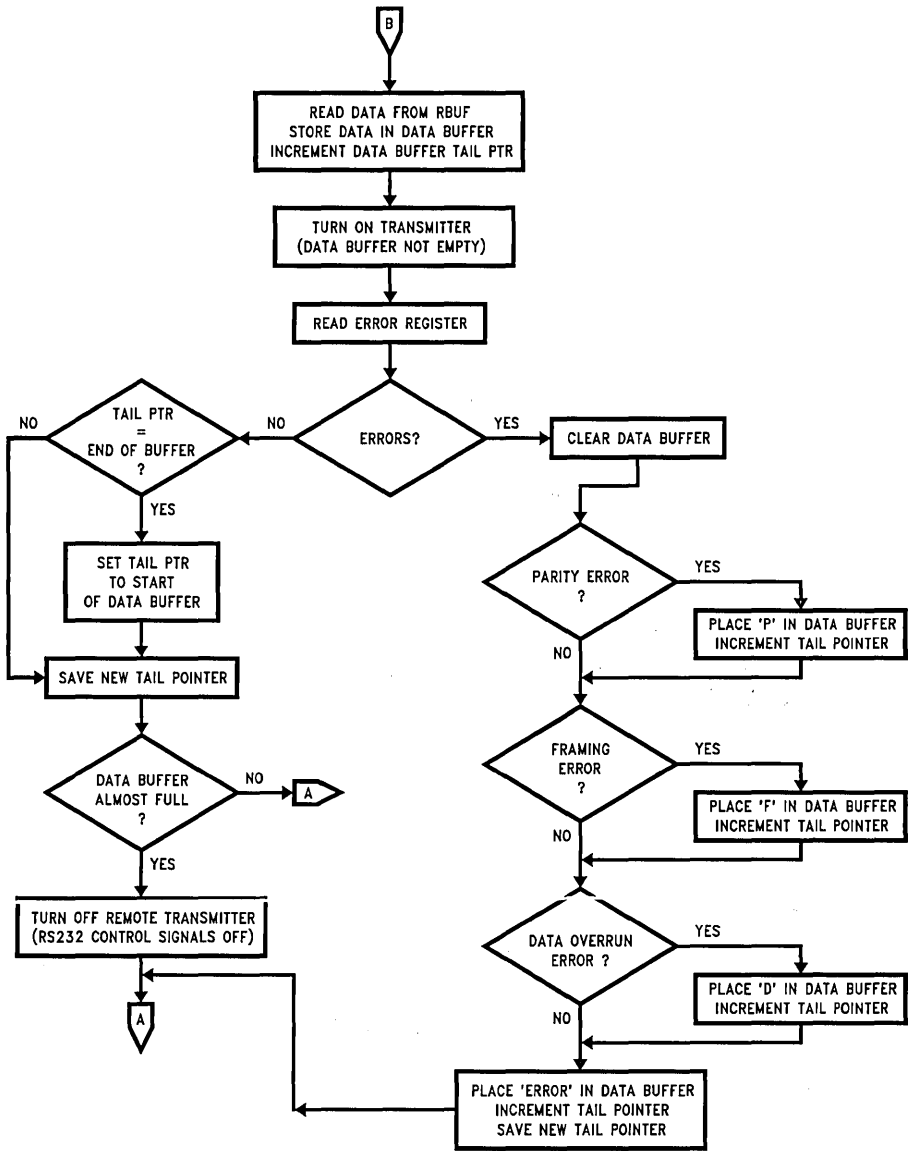 B
READ DATA FROM RBUF
STORE DATA IN DATA BUFFER
INCREMENT DATA BUFFER TAIL PTR
TURN ON TRANSMITTER
(DATA BUFFER NOT EMPTY)
READ ERROR REGISTER
ERRORS?
NO
YES
TAIL PTR
=
END OF BUFFER
?
NO
YES
SET TAIL PTR
TO START
OF DATA BUFFER
SAVE NEW TAIL POINTER
DATA BUFFER
ALMOST FULL
?
NO
A
YES
TURN OFF REMOTE TRANSMITTER
(RS232 CONTROL SIGNALS OFF)
A
CLEAR DATA BUFFER
PARITY ERROR
?
YES
PLACE 'P' IN DATA BUFFER
INCREMENT TAIL POINTER
NO
FRAMING
ERROR
?
YES
PLACE 'F' IN DATA BUFFER
INCREMENT TAIL POINTER
NO
DATA OVERRUN
ERROR ?
YES
PLACE 'D' IN DATA BUFFER
INCREMENT TAIL POINTER
NO
PLACE 'ERROR' IN DATA BUFFER
INCREMENT TAIL POINTER
SAVE NEW TAIL POINTER